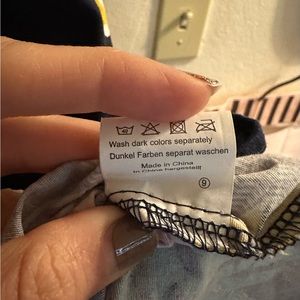 Wash dark colors separately
Dunkel Farben separat waschen
Made in China
In China hergestellt
9